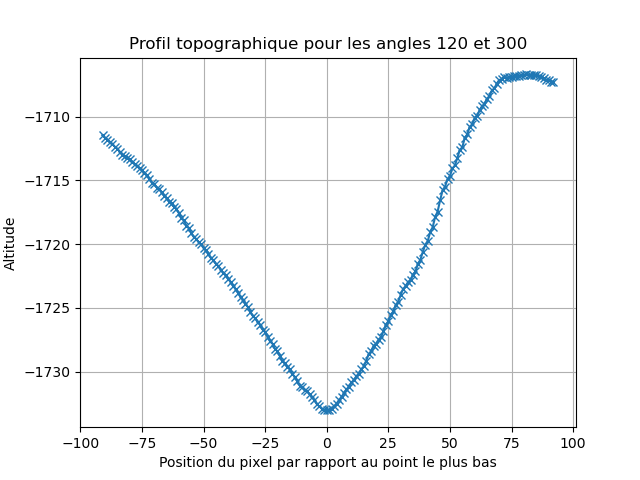 Profil topographique pour les angles 120 et 300
−1710
−1715
−1720
−1725
−1730
Altitude
−100 −75 −50 −25 0 25 50 75 100
Position du pixel par rapport au point le plus bas